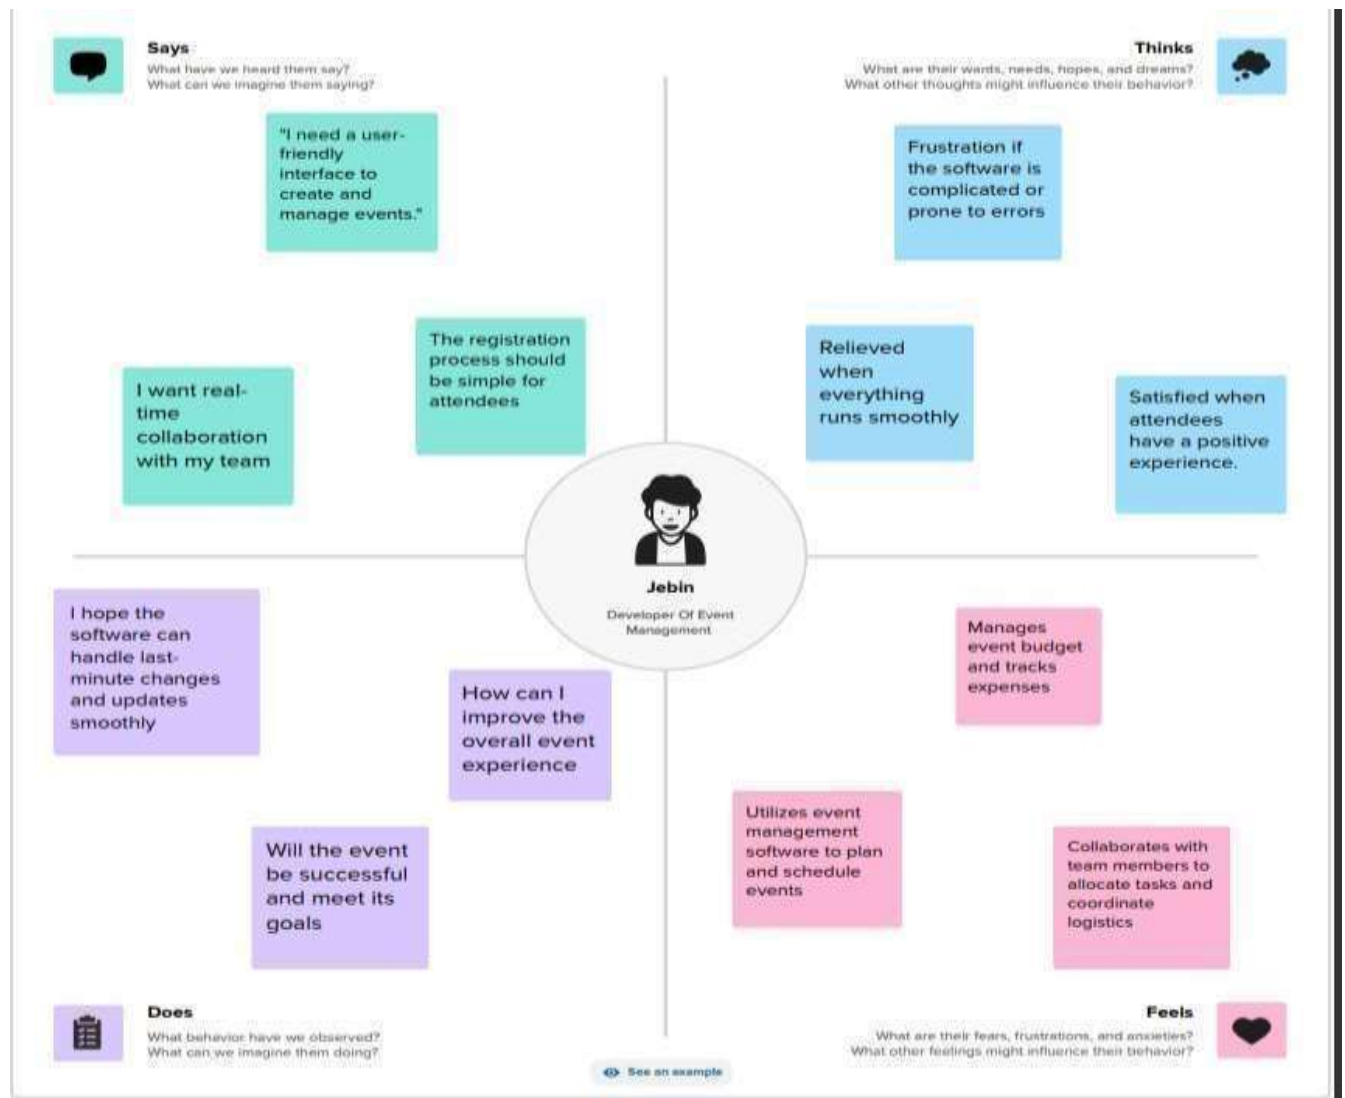 Says
What have we heard them say?
What can we imagine them saying?
Thinks
What are their wants, needs, hopes, and dreams?
What other thoughts might influence their behavior?
"I need a user-
friendly
interface to
create and
manage events."
The registration
process should
be simple for
attendees
I want real-
time
collaboration
with my team
Frustration if
the software is
complicated or
prone to errors
Relieved
when
everything
runs smoothly
Satisfied when
attendees
have a positive
experience.
Jebin
Developer Of Event
Management
I hope the
software can
handle last-
minute changes
and updates
smoothly
How can I
improve the
overall event
experience
Will the event
be successful
and meet its
goals
Manages
event budget
and tracks
expenses
Utilizes event
management
software to plan
and schedule
events
Collaborates with
team members to
allocate tasks and
coordinate
logistics
Does
What behavior have we observed?
What can we imagine them doing?
Feels
What are their fears, frustrations, and anxieties?
What other feelings might influence their behavior?
See an example